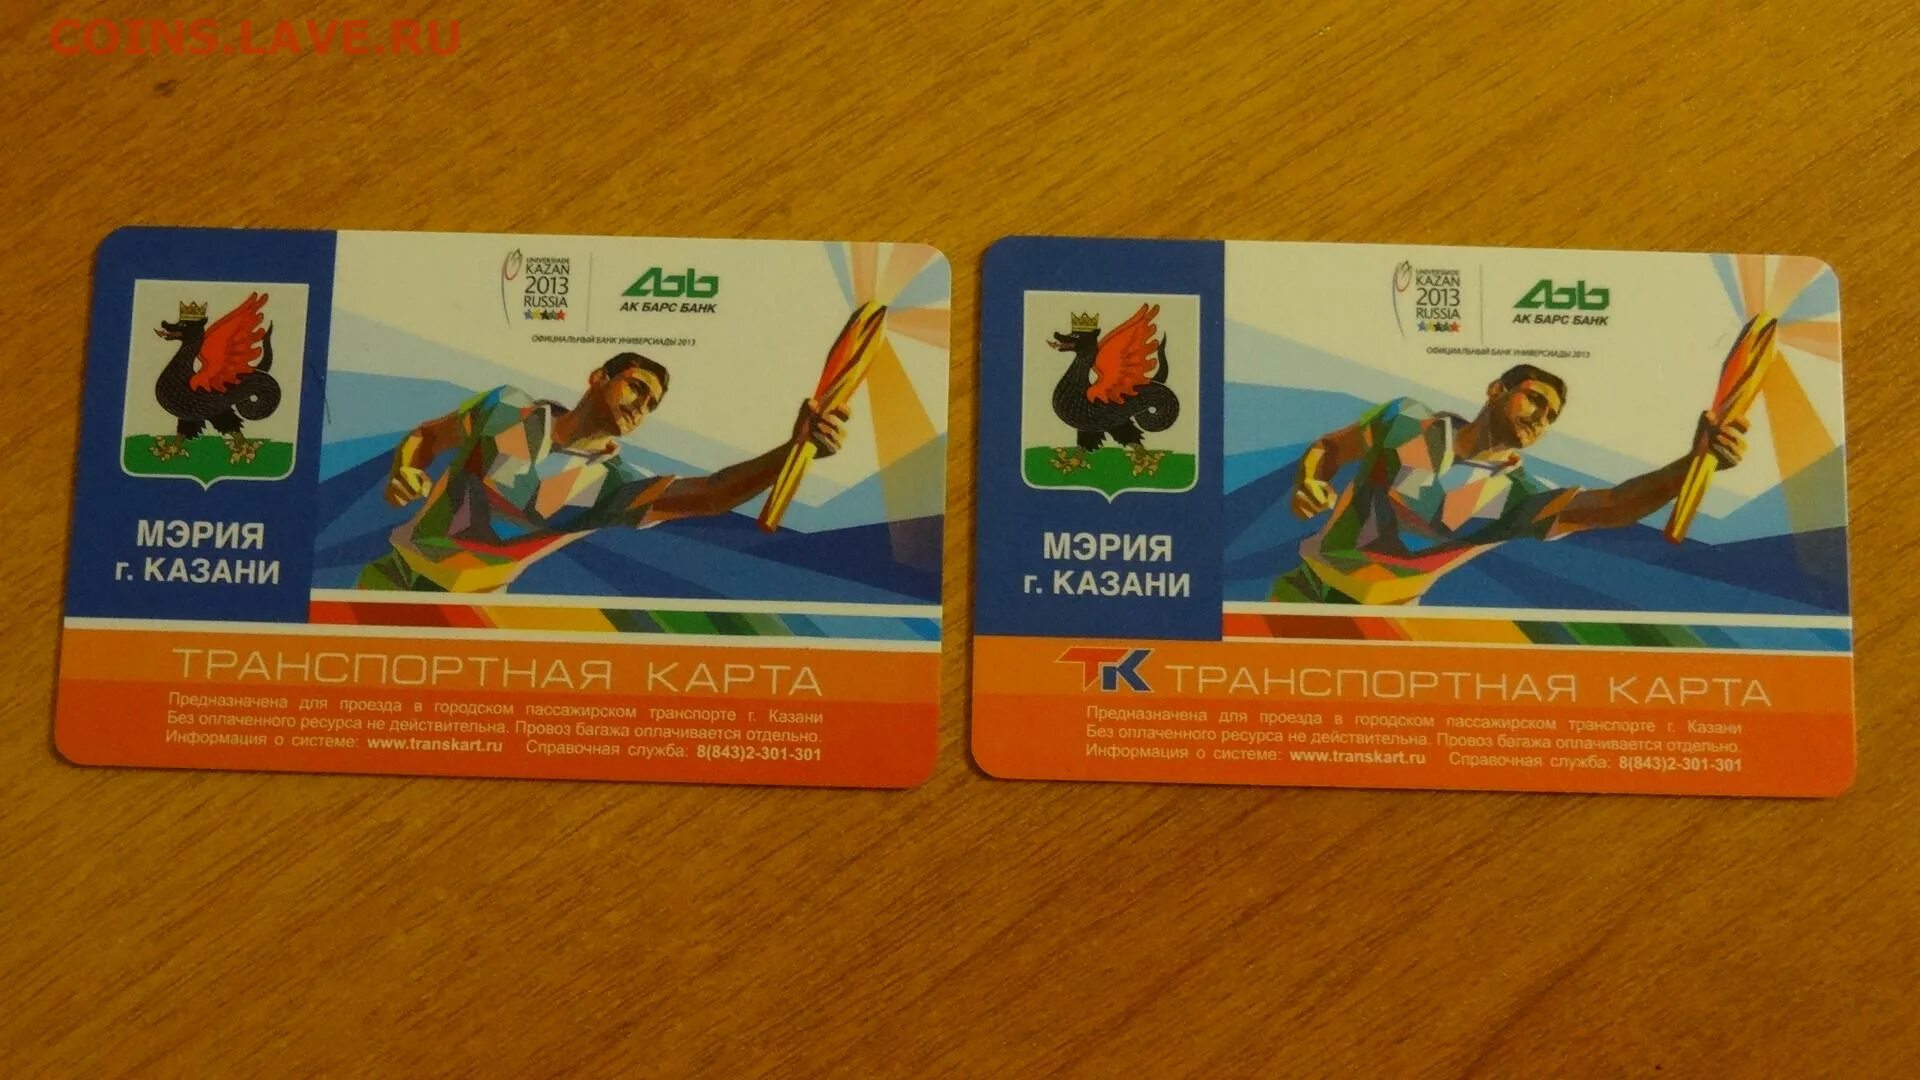 COINS.LAVE.RU
UNIVERSIADE
KAZAN
2013
RUSSIA
АК БАРС БАНК
ОФИЦИАЛЬНЫЙ БАНК УНИВЕРСИАДЫ 2013
МЭРИЯ
г. КАЗАНИ
ТРАНСПОРТНАЯ КАРТА
Предназначена для проезда в городском пассажирском транспорте г. Казани
Без оплаченного ресурса не действительна. Провоз багажа оплачивается отдельно.
Информация о системе: www.transkart.ru Справочная служба: 8(843)2-301-301
UNIVERSIADE
KAZAN
2013
RUSSIA
АК БАРС БАНК
ОФИЦИАЛЬНЫЙ БАНК УНИВЕРСИАДЫ 2013
МЭРИЯ
г. КАЗАНИ
ТК ТРАНСПОРТНАЯ КАРТА
Предназначена для проезда в городском пассажирском транспорте г. Казани
Без оплаченного ресурса не действительна. Провоз багажа оплачивается отдельно.
Информация о системе: www.transkart.ru Справочная служба: 8(843)2-301-301